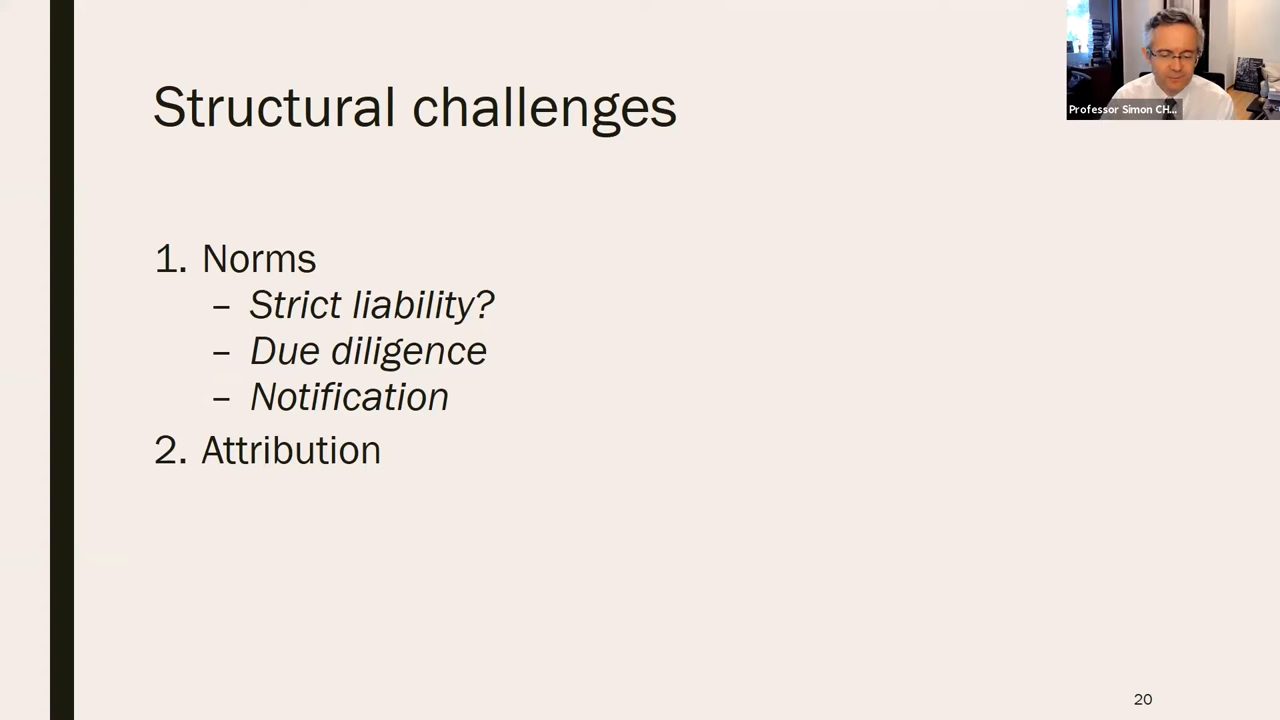 Structural challenges
Professor Simon CH...
1. Norms
– Strict liability?
– Due diligence
– Notification
2. Attribution
20